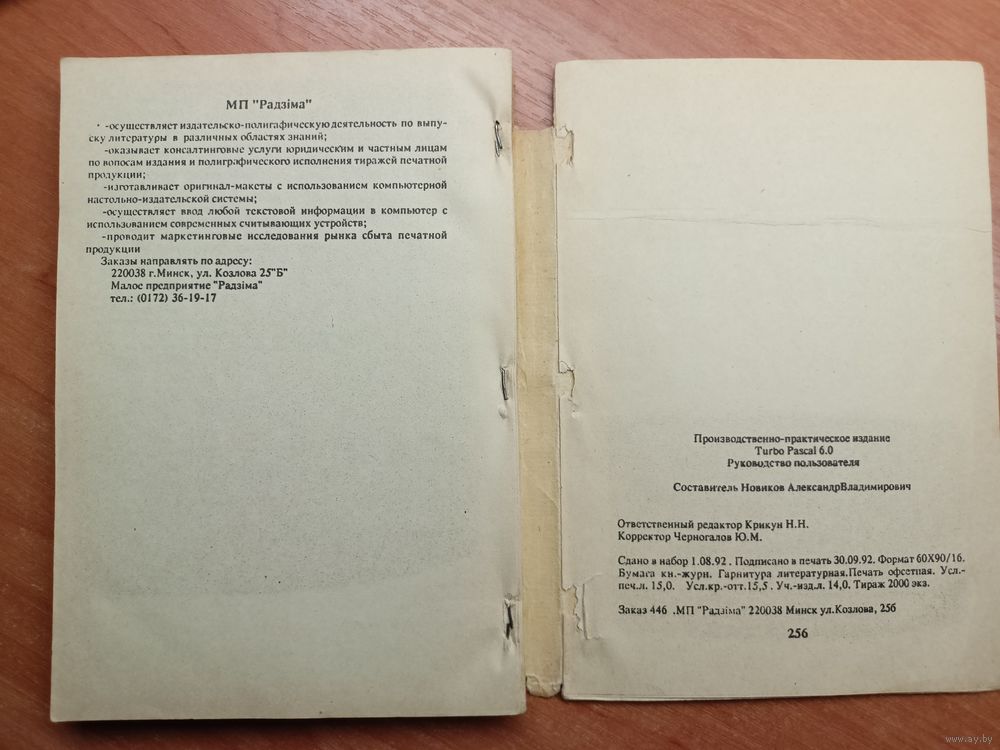 МП "Радзіма"
-осуществляет издательско-полигафическую деятельность по выпу-
ску литературы в различных областях знаний;
-оказывает консалтинговые услуги юридическим и частным лицам
по вопосам издания и полиграфического исполнения тиражей печатной
продукции;
-изготавливает оригинал-макеты с использованием компьютерной
настольно-издательской системы;
-осуществляет ввод любой текстовой информации в компьютер с
использованием современных считывающих устройств;
-проводит маркетинговые исследования рынка сбыта печатной
продукции
Заказы направлять по адресу:
220038 г.Минск, ул. Козлова 25"Б"
Малое предприятие "Радзіма"
тел.: (0172) 36-19-17
Производственно-практическое издание
Turbo Pascal 6.0
Руководство пользователя
Составитель Новиков АлександрВладимирович
Ответственный редактор Крикун Н.Н.
Корректор Черногалов Ю.М.
Сдано в набор 1.08.92 . Подписано в печать 30.09.92. Формат 60Х90/16.
Бумага кн.-журн. Гарнитура литературная.Печать офсетная. Усл.-
печ.л. 15,0. Усл.кр.-отт.15,5 . Уч.-изд.л. 14,0. Тираж 2000 экз.
Заказ 446 .МП "Радзіма" 220038 Минск ул.Козлова, 25б
256
www.ay.by